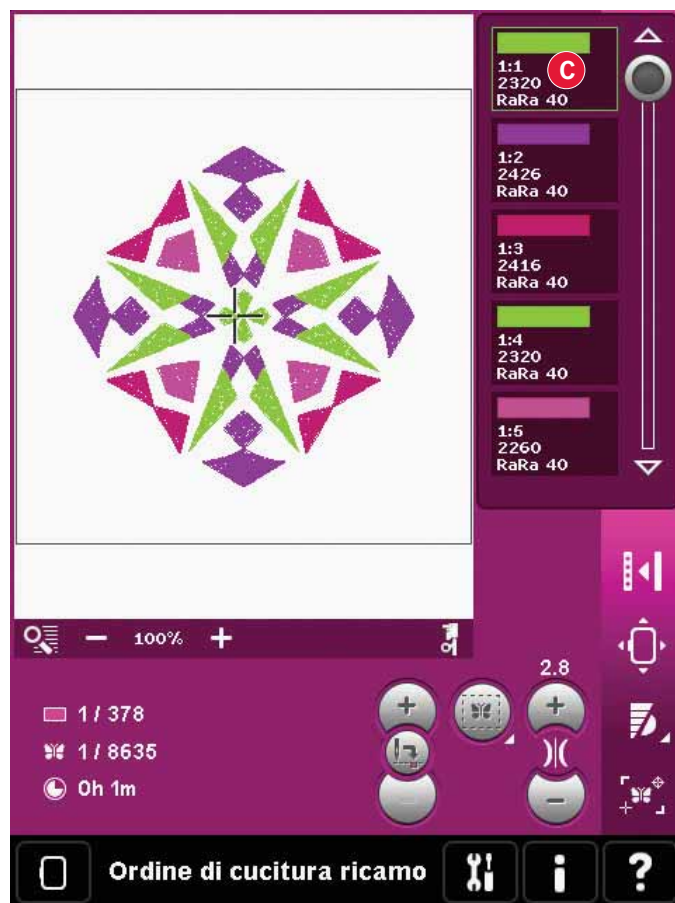 C
1:1
2320
RaRa 40
1:2
2426
RaRa 40
1:3
2416
RaRa 40
1:4
2320
RaRa 40
1:5
2260
RaRa 40
100%
2.8
1 / 378
1 / 8635
0h 1m
Ordine di cucitura ricamo
i
?